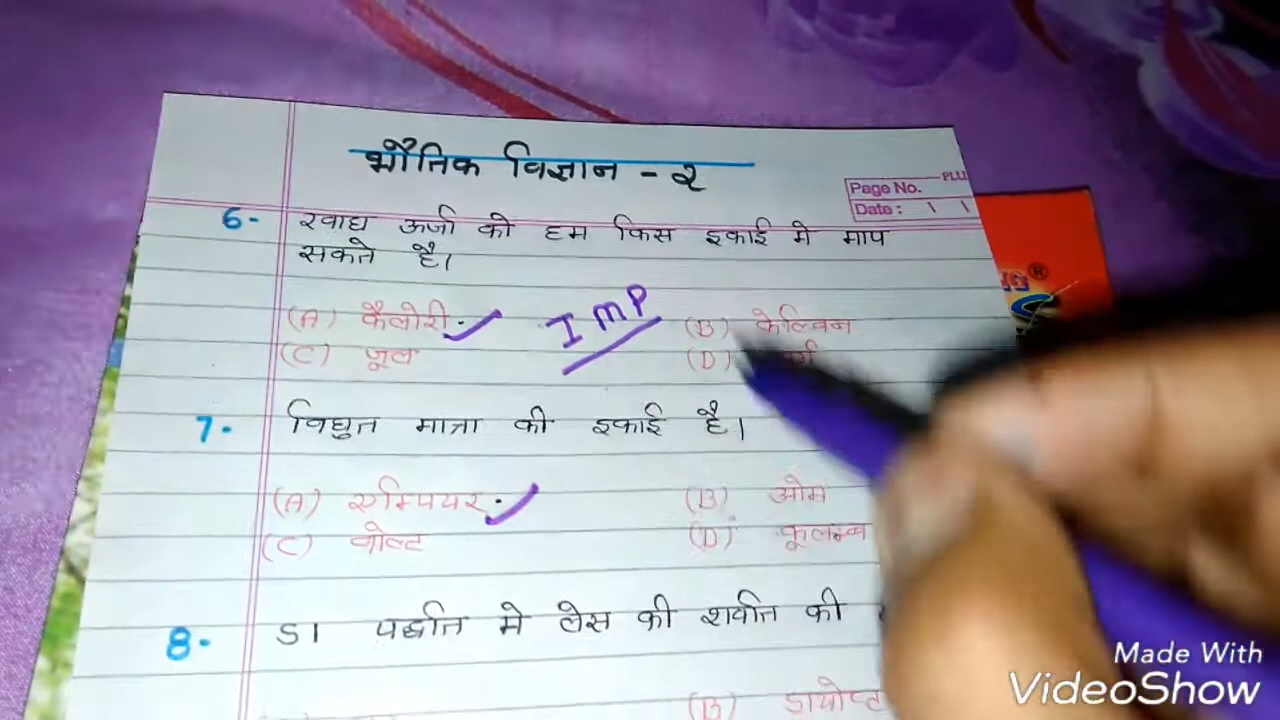 भौतिक विज्ञान - २
PLU
Page No.
Date :
6- खाद्य ऊर्जा को हम किस इकाई मे माप
सकते है।
(A) कैलोरी. (B) केल्विन
IMP
(C) जूल (D)
7- विद्युत मात्रा की इकाई है।
(A) एम्पियर. (B) ओम
(C) वोल्ट (D) कूलम्ब
8- SI पद्धति मे लेंस की शक्ति की
(B)
Made With
VideoShow